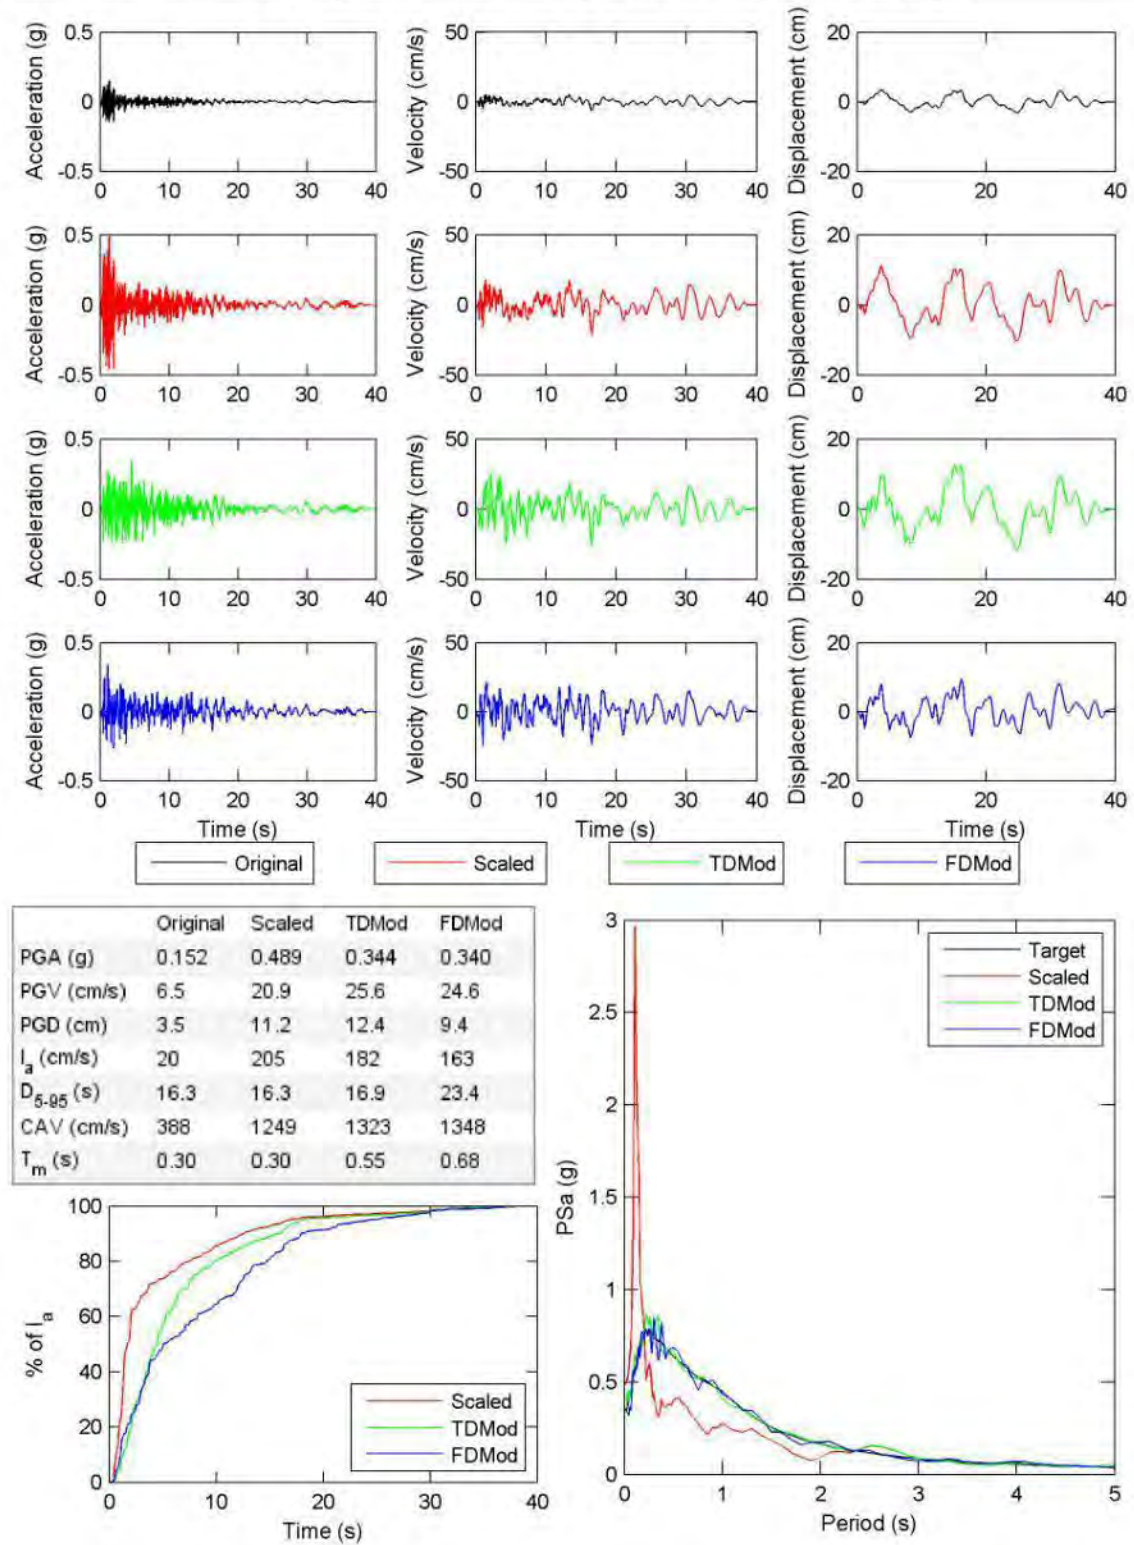 Acceleration (g)
0.5
0
-0.5
0 10 20 30 40
Velocity (cm/s)
50
0
-50
0 10 20 30 40
Displacement (cm)
20
0
-20
0 20 40
Acceleration (g)
0.5
0
-0.5
0 10 20 30 40
Velocity (cm/s)
50
0
-50
0 10 20 30 40
Displacement (cm)
20
0
-20
0 20 40
Acceleration (g)
0.5
0
-0.5
0 10 20 30 40
Velocity (cm/s)
50
0
-50
0 10 20 30 40
Displacement (cm)
20
0
-20
0 20 40
Acceleration (g)
0.5
0
-0.5
0 10 20 30 40
Time (s)
Velocity (cm/s)
50
0
-50
0 10 20 30 40
Time (s)
Displacement (cm)
20
0
-20
0 20 40
Time (s)
Original Scaled TDMod FDMod
Original Scaled TDMod FDMod
PGA (g) 0.152 0.489 0.344 0.340
PGV (cm/s) 6.5 20.9 25.6 24.6
PGD (cm) 3.5 11.2 12.4 9.4
I_a (cm/s) 20 205 182 163
D_5-95 (s) 16.3 16.3 16.9 23.4
CAV (cm/s) 388 1249 1323 1348
T_m (s) 0.30 0.30 0.55 0.68
% of I_a
100
80
60
40
20
0
0 10 20 30 40
Time (s)
Scaled
TDMod
FDMod
PSa (g)
3
2.5
2
1.5
1
0.5
0
0 1 2 3 4 5
Period (s)
Target
Scaled
TDMod
FDMod